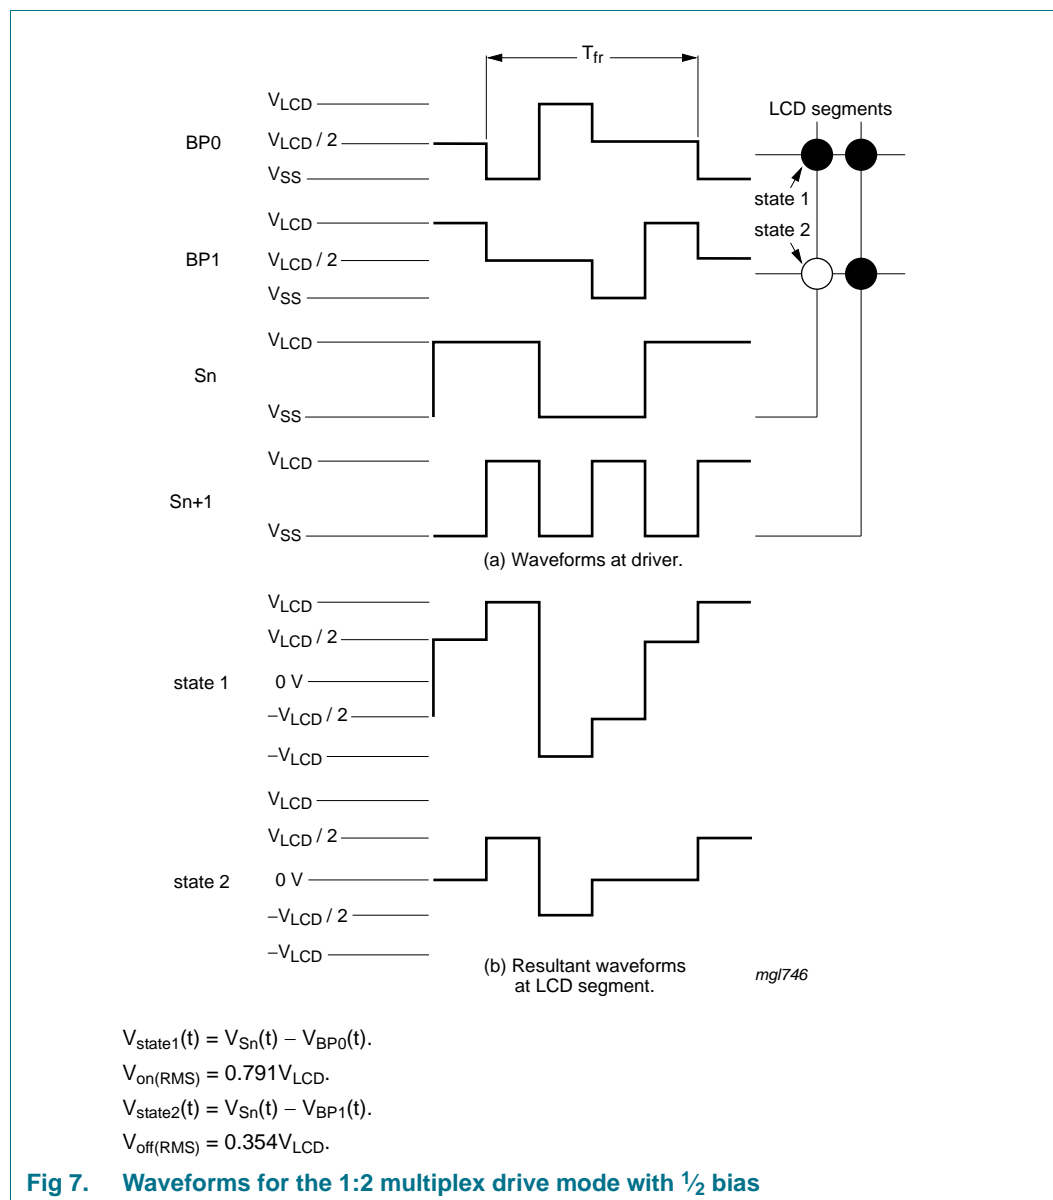 T_fr
V_LCD
LCD segments
BP0
V_LCD / 2
V_SS
state 1
V_LCD
state 2
BP1
V_LCD / 2
V_SS
V_LCD
Sn
V_SS
V_LCD
Sn+1
V_SS
(a) Waveforms at driver.
V_LCD
V_LCD / 2
state 1
0 V
−V_LCD / 2
−V_LCD
V_LCD
V_LCD / 2
state 2
0 V
−V_LCD / 2
−V_LCD
(b) Resultant waveforms
at LCD segment.
mgl746
V_state1(t) = V_Sn(t) − V_BP0(t).
V_on(RMS) = 0.791V_LCD.
V_state2(t) = V_Sn(t) − V_BP1(t).
V_off(RMS) = 0.354V_LCD.
Fig 7. Waveforms for the 1:2 multiplex drive mode with ½ bias